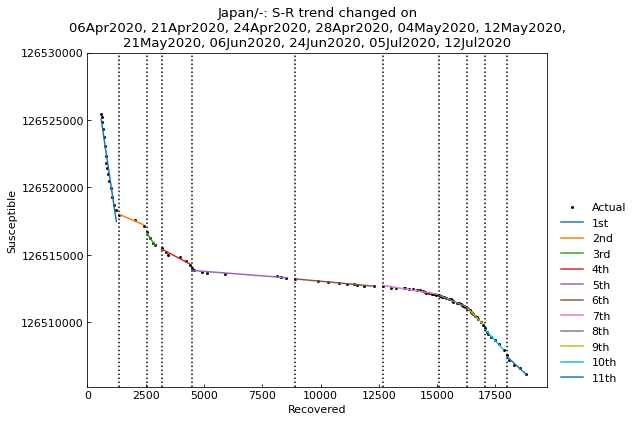 Japan/-: S-R trend changed on
06Apr2020, 21Apr2020, 24Apr2020, 28Apr2020, 04May2020, 12May2020,
21May2020, 06Jun2020, 24Jun2020, 05Jul2020, 12Jul2020
126530000
126525000
126520000
126515000
126510000
Susceptible
0
2500
5000
7500
10000
12500
15000
17500
Recovered
Actual
1st
2nd
3rd
4th
5th
6th
7th
8th
9th
10th
11th